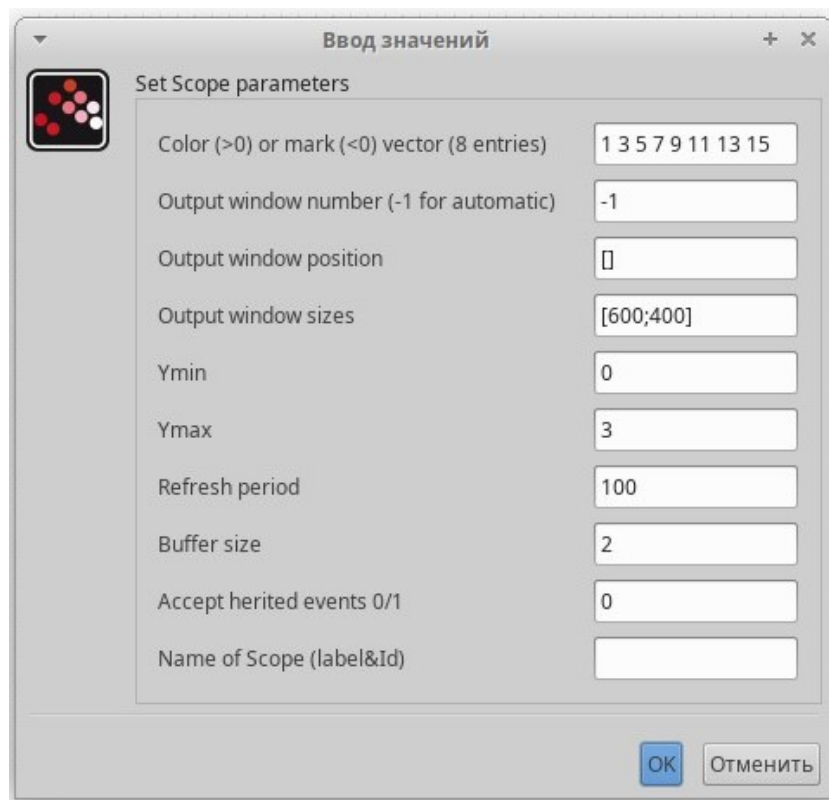 Ввод значений
Set Scope parameters
Color (>0) or mark (<0) vector (8 entries) 1 3 5 7 9 11 13 15
Output window number (-1 for automatic) -1
Output window position []
Output window sizes [600;400]
Ymin 0
Ymax 3
Refresh period 100
Buffer size 2
Accept herited events 0/1 0
Name of Scope (label&Id)
OK Отменить